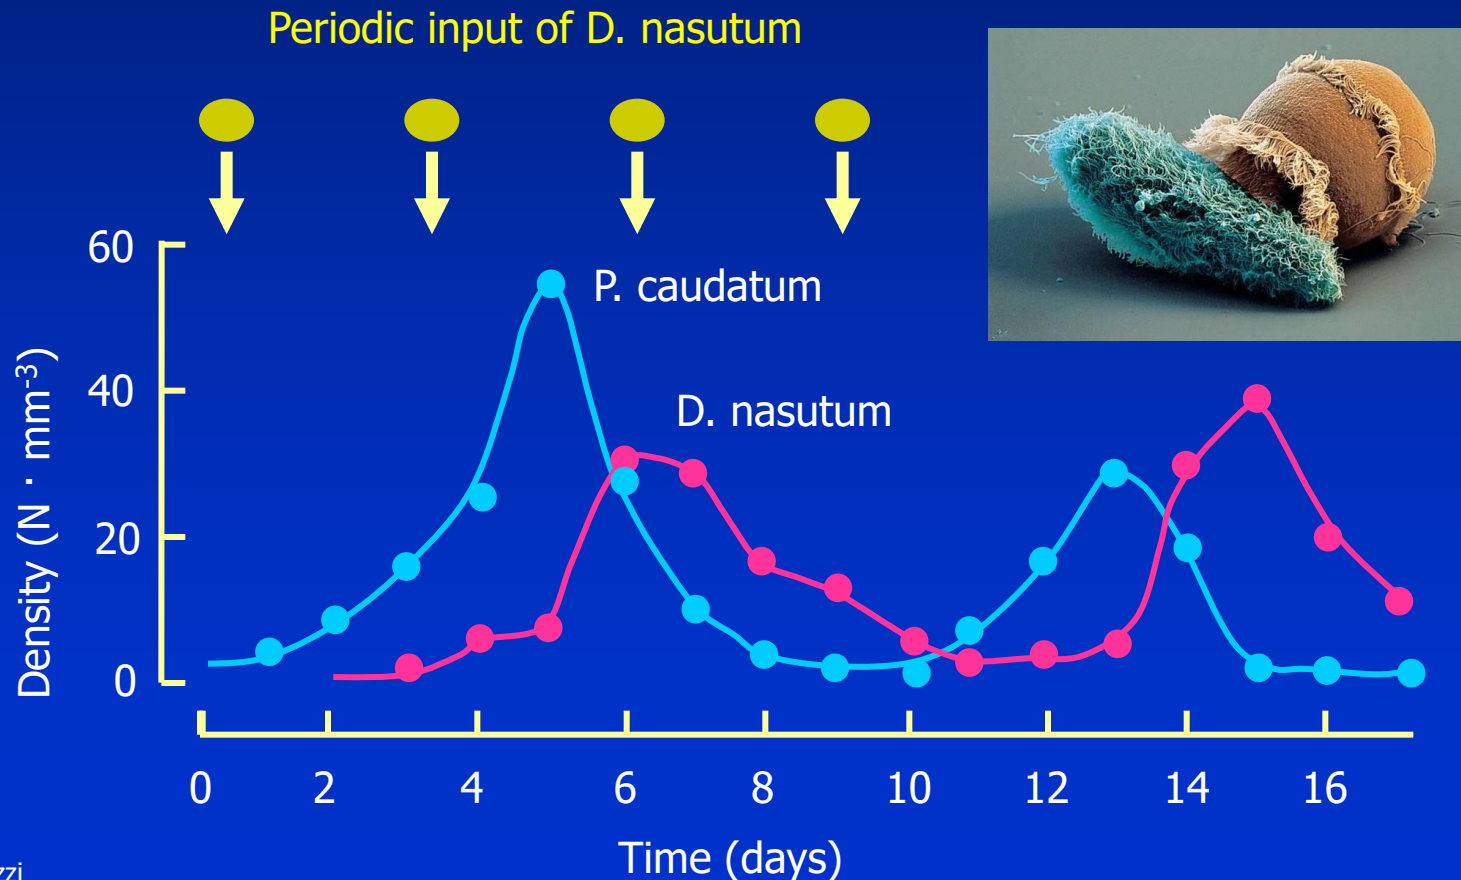 Periodic input of D. nasutum
60
P. caudatum
40
D. nasutum
Density (N · mm-3)
20
0
0 2 4 6 8 10 12 14 16
Time (days)
zzi